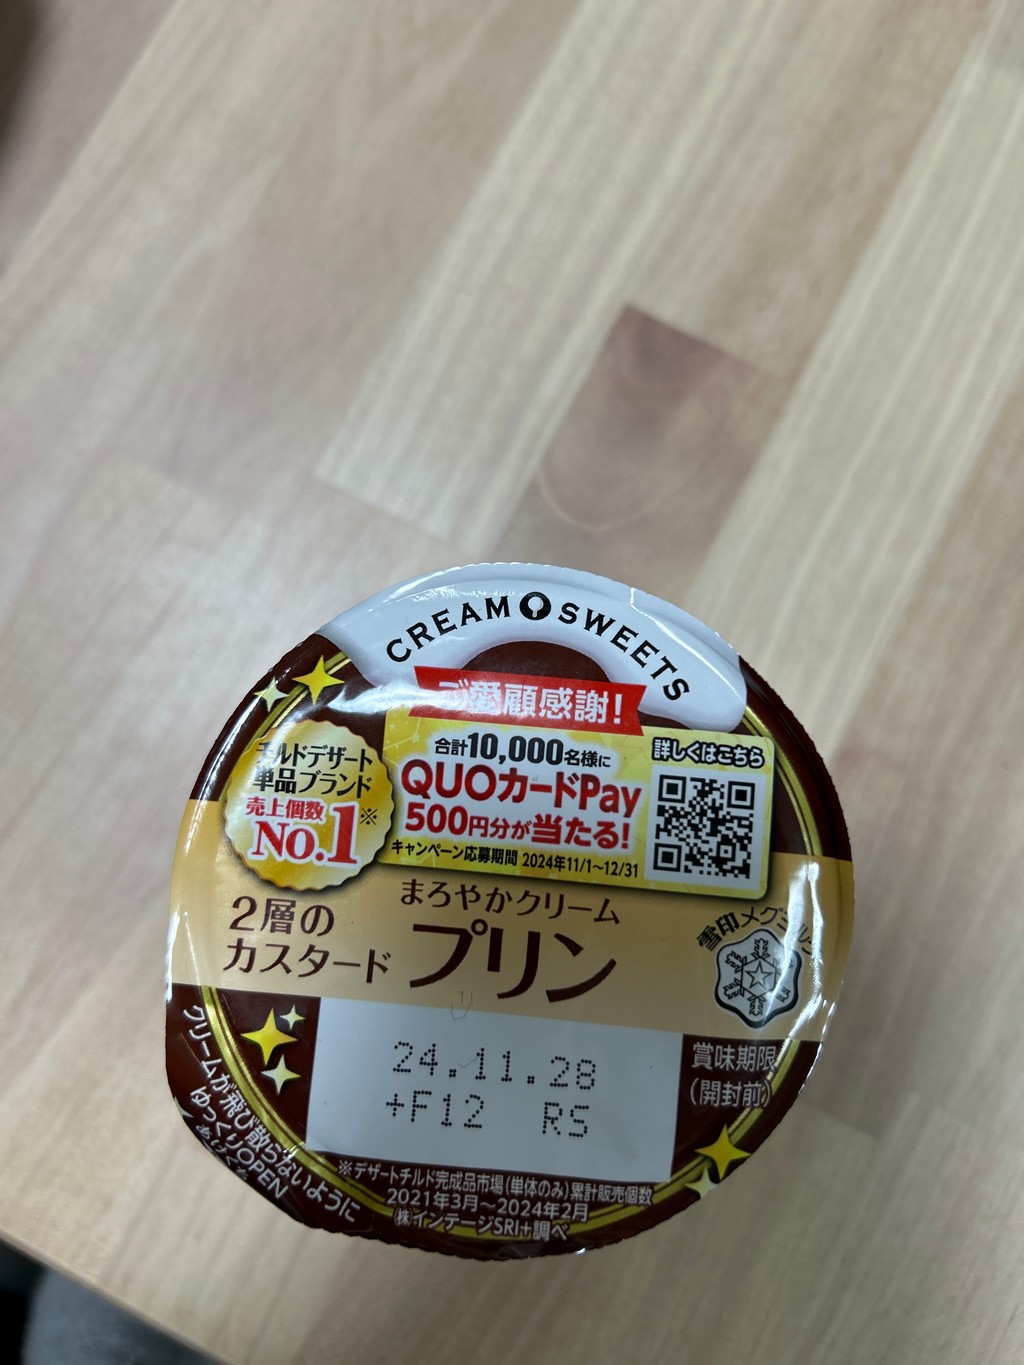 CREAM SWEETS
ご愛顧感謝!
合計10,000名様に
QUOカードPay
500円分が当たる!
キャンペーン応募期間 2024年11/1~12/31
詳しくはこちら
チルドデザート
単品ブランド
売上個数
No.1※
まろやかクリーム
2層の
カスタード
プリン
雪印メグミルク
24.11.28
+F12 RS
賞味期限
(開封前)
クリームが飛び散らないように
ゆっくりOPEN
※デザートチルド完成品市場(単体のみ)累計販売個数
2021年3月~2024年2月
㈱インテージSRI+調べ